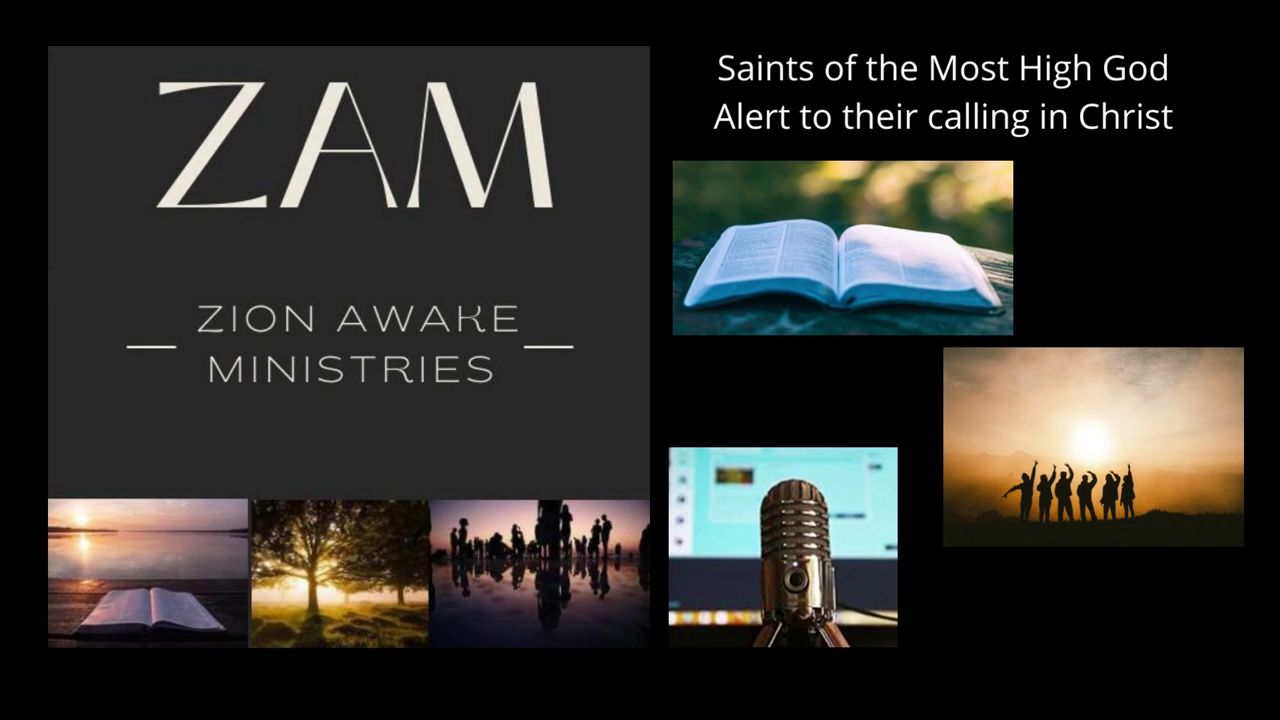 ZAM
ZION AWAKE
MINISTRIES
Saints of the Most High God
Alert to their calling in Christ